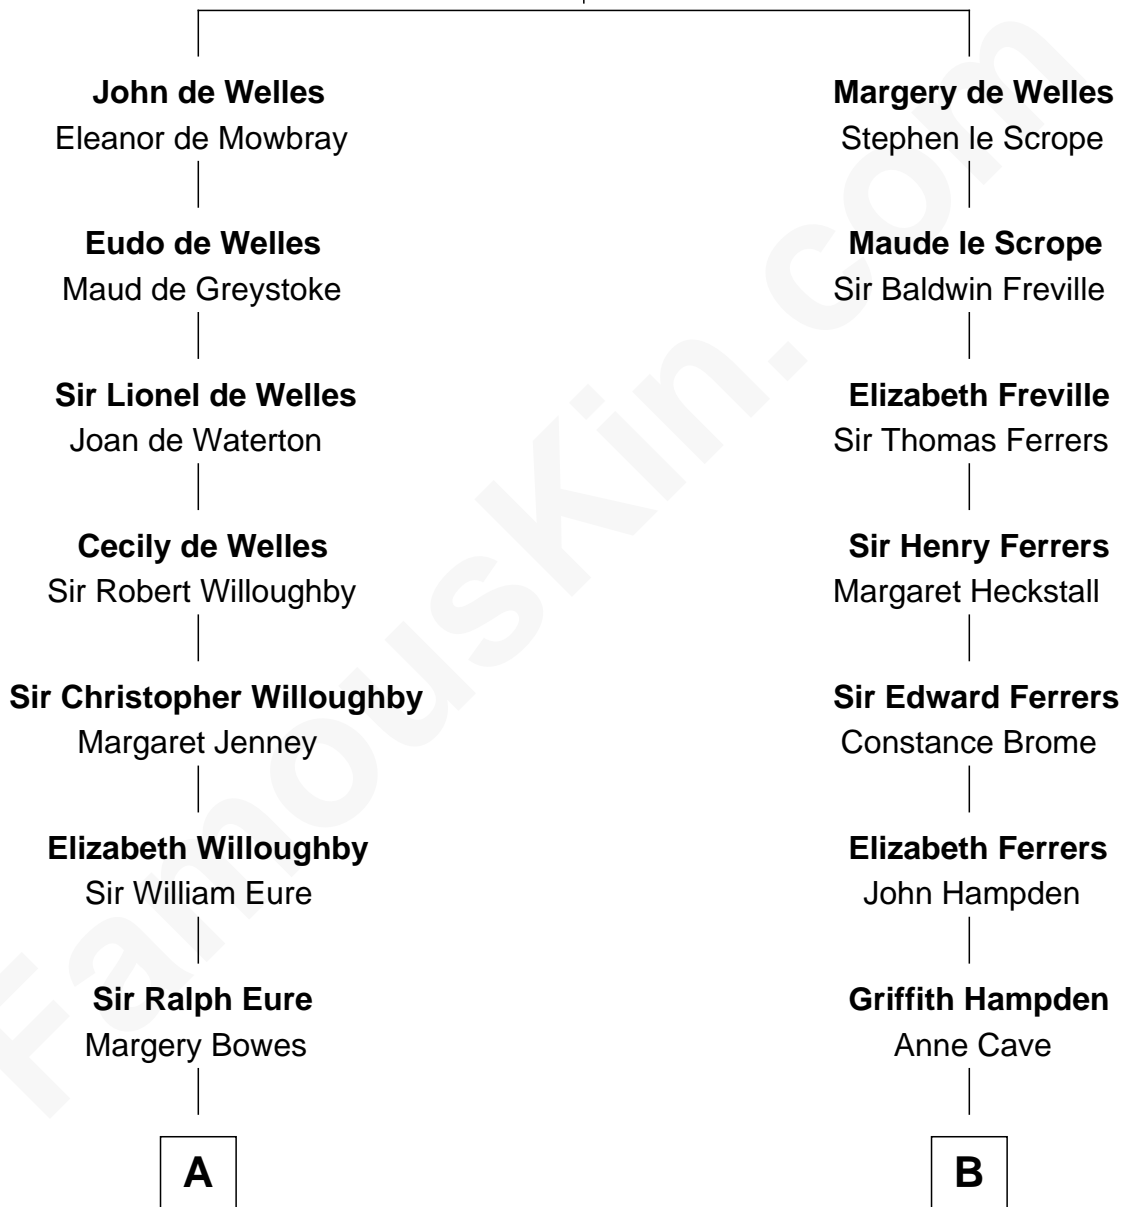 John de Welles
Eleanor de Mowbray
Eudo de Welles
Maud de Greystoke
Sir Lionel de Welles
Joan de Waterton
Cecily de Welles
Sir Robert Willoughby
Sir Christopher Willoughby
Margaret Jenney
Elizabeth Willoughby
Sir William Eure
Sir Ralph Eure
Margery Bowes
A
Margery de Welles
Stephen le Scrope
Maude le Scrope
Sir Baldwin Freville
Elizabeth Freville
Sir Thomas Ferrers
Sir Henry Ferrers
Margaret Heckstall
Sir Edward Ferrers
Constance Brome
Elizabeth Ferrers
John Hampden
Griffith Hampden
Anne Cave
B
FamousKin.com